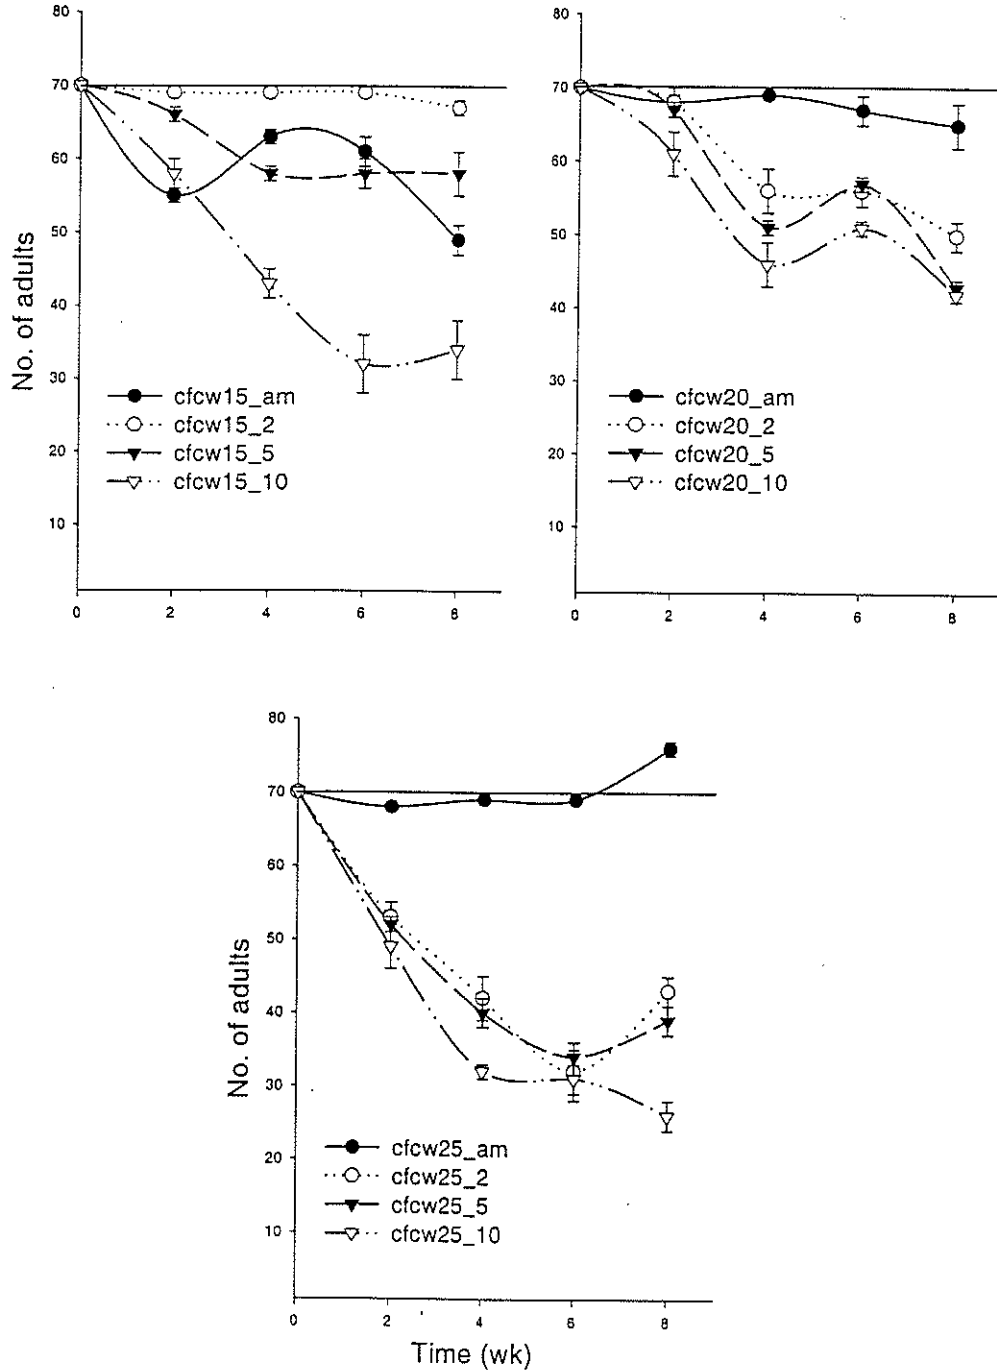 80
70
60
50
40
30
20
10
0 2 4 6 8
No. of adults
cfcw15_am
cfcw15_2
cfcw15_5
cfcw15_10
80
70
60
50
40
30
20
10
0 2 4 6 8
cfcw20_am
cfcw20_2
cfcw20_5
cfcw20_10
80
70
60
50
40
30
20
10
0 2 4 6 8
No. of adults
cfcw25_am
cfcw25_2
cfcw25_5
cfcw25_10
Time (wk)